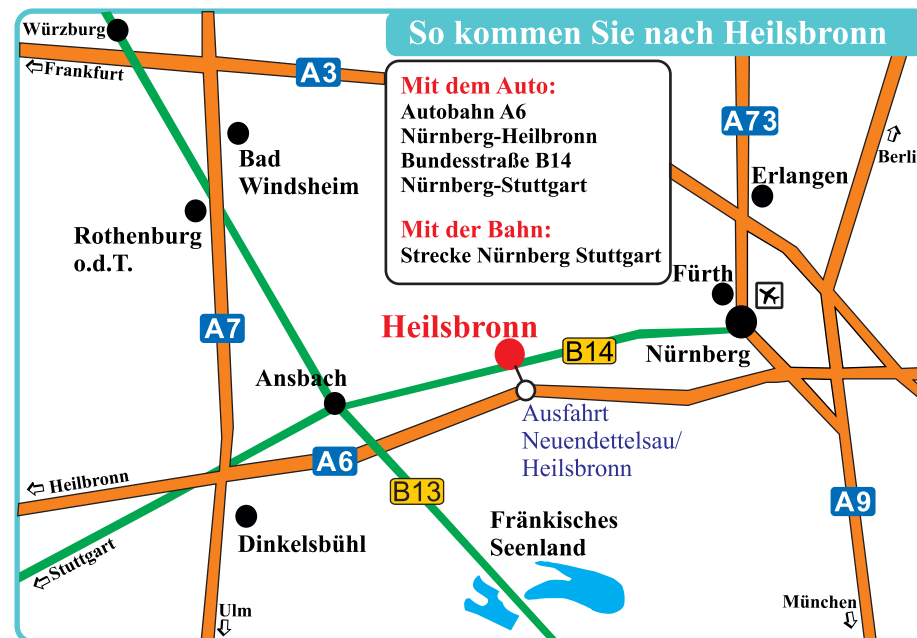 So kommen Sie nach Heilsbronn
Würzburg
Frankfurt
A3
Mit dem Auto:
Autobahn A6
Nürnberg-Heilbronn
Bundesstraße B14
Nürnberg-Stuttgart
Mit der Bahn:
Strecke Nürnberg Stuttgart
A73
Berli
Bad
Windsheim
Erlangen
Rothenburg
o.d.T.
Fürth
A7
Heilsbronn
B14
Nürnberg
Ansbach
Ausfahrt
Neuendettelsau/
Heilsbronn
A6
Heilbronn
B13
A9
Fränkisches
Seenland
Dinkelsbühl
Stuttgart
Ulm
München